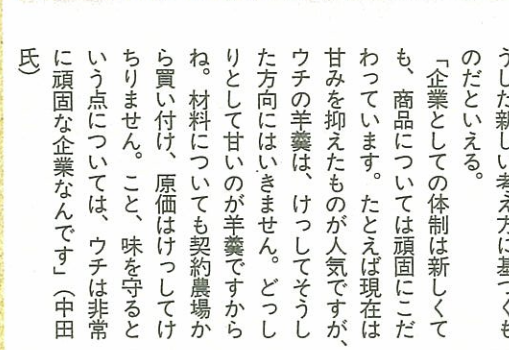 うした新しい考え方に基づくも
のだといえる。
「企業としての体制は新しくて
も、商品については頑固にこだ
わっています。たとえば現在は
甘みを抑えたものが人気ですが、
ウチの羊羹は、けっしてそうし
た方向にはいきません。どっし
りとして甘いのが羊羹ですから
ね。材料についても契約農場か
ら買い付け、原価はけっしてけ
ちりません。こと、味を守ると
いう点については、ウチは非常
に頑固な企業なんです」（中田
氏）